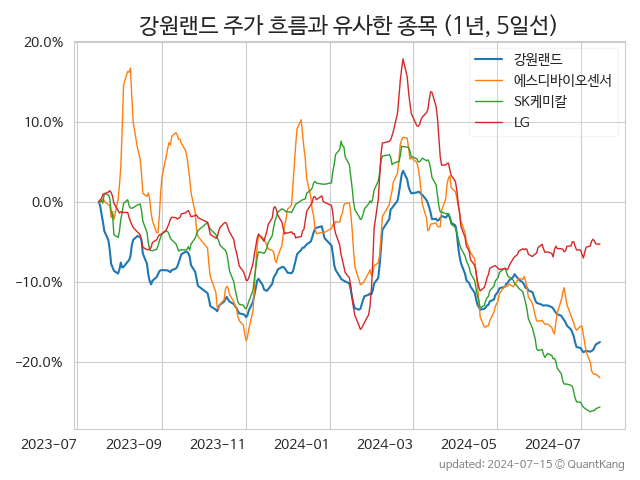 강원랜드 주가 흐름과 유사한 종목 (1년, 5일선)
20.0%
10.0%
0.0%
−10.0%
−20.0%
강원랜드
에스디바이오센서
SK케미칼
LG
2023-07 2023-09 2023-11 2024-01 2024-03 2024-05 2024-07
updated: 2024-07-15 © QuantKang